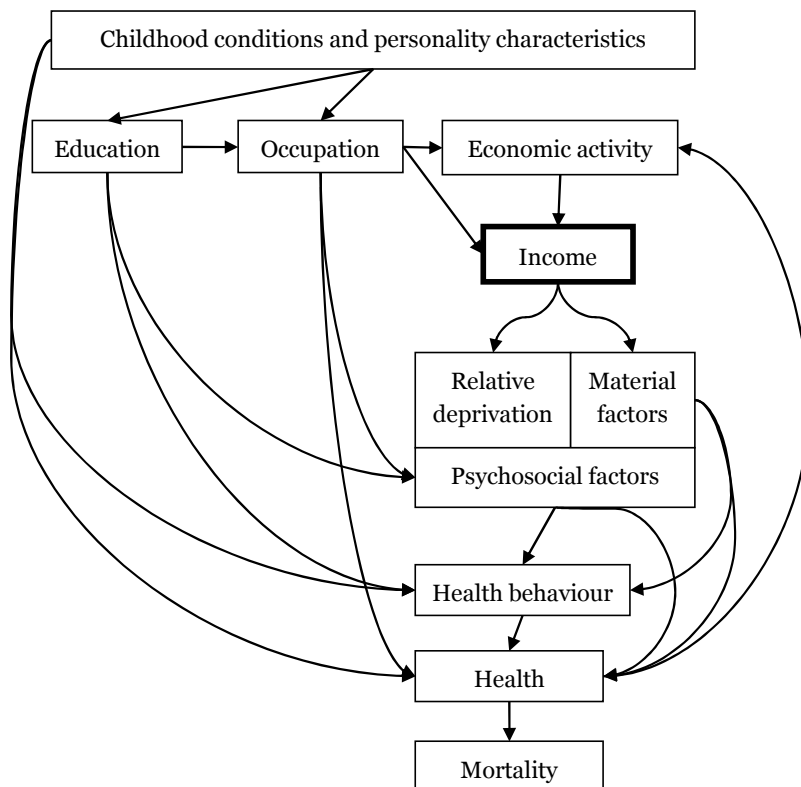 Childhood conditions and personality characteristics
Education
Occupation
Economic activity
Income
Relative
deprivation
Material
factors
Psychosocial factors
Health behaviour
Health
Mortality